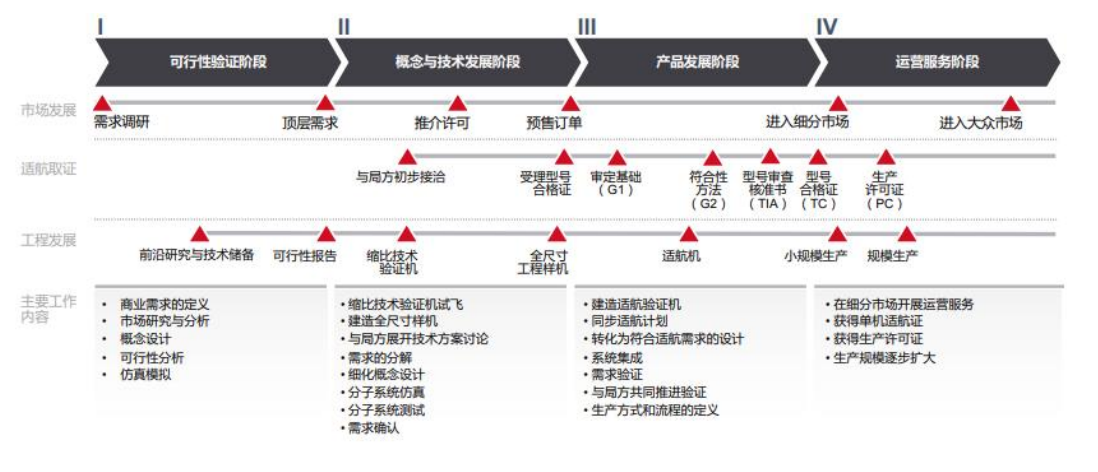 I II III IV
可行性验证阶段 概念与技术发展阶段 产品发展阶段 运营服务阶段
市场发展
需求调研 顶层需求 推介许可 预售订单 进入细分市场 进入大众市场
适航取证
与局方初步接洽 受理型号 审定基础 符合性 型号审查 型号 生产
合格证 （G1） 方法 核准书 合格证 许可证
（G2） （TIA） （TC） （PC）
工程发展
前沿研究与技术储备 可行性报告 缩比技术 全尺寸 适航机 小规模生产 规模生产
验证机 工程样机
主要工作
内容
• 商业需求的定义
• 市场研究与分析
• 概念设计
• 可行性分析
• 仿真模拟
• 缩比技术验证机试飞
• 建造全尺寸样机
• 与局方展开技术方案讨论
• 需求的分解
• 细化概念设计
• 分子系统仿真
• 分子系统测试
• 需求确认
• 建造适航验证机
• 同步适航计划
• 转化为符合适航需求的设计
• 系统集成
• 需求验证
• 与局方共同推进验证
• 生产方式和流程的定义
• 在细分市场开展运营服务
• 获得单机适航证
• 获得生产许可证
• 生产规模逐步扩大